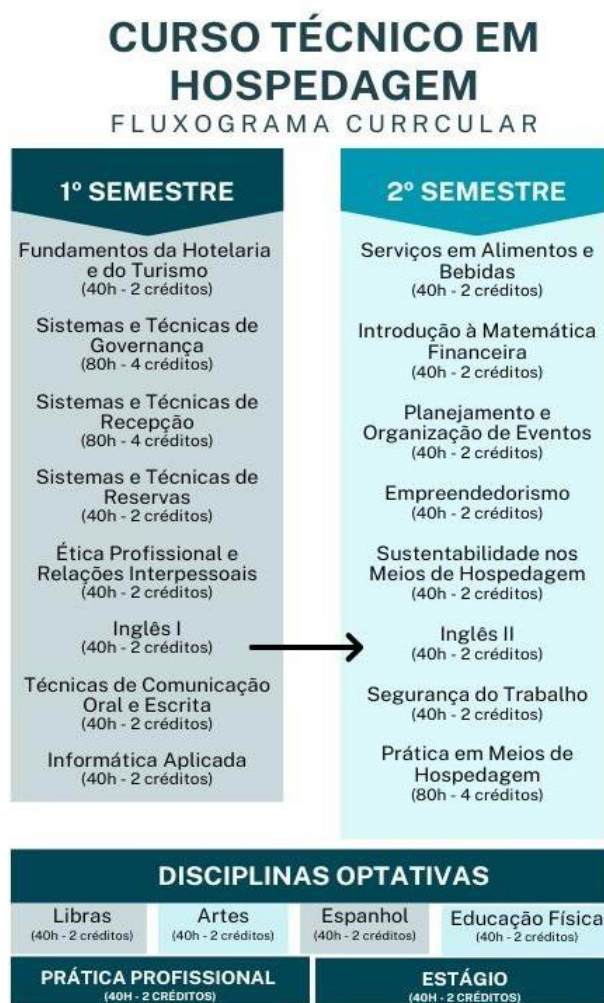 CURSO TÉCNICO EM
HOSPEDAGEM
FLUXOGRAMA CURRCULAR
1º SEMESTRE
Fundamentos da Hotelaria
e do Turismo
(40h - 2 créditos)
Sistemas e Técnicas de
Governança
(80h - 4 créditos)
Sistemas e Técnicas de
Recepção
(80h - 4 créditos)
Sistemas e Técnicas de
Reservas
(40h - 2 créditos)
Ética Profissional e
Relações Interpessoais
(40h - 2 créditos)
Inglês I
(40h - 2 créditos)
Técnicas de Comunicação
Oral e Escrita
(40h - 2 créditos)
Informática Aplicada
(40h - 2 créditos)
2º SEMESTRE
Serviços em Alimentos e
Bebidas
(40h - 2 créditos)
Introdução à Matemática
Financeira
(40h - 2 créditos)
Planejamento e
Organização de Eventos
(40h - 2 créditos)
Empreendedorismo
(40h - 2 créditos)
Sustentabilidade nos
Meios de Hospedagem
(40h - 2 créditos)
Inglês II
(40h - 2 créditos)
Segurança do Trabalho
(40h - 2 créditos)
Prática em Meios de
Hospedagem
(80h - 4 créditos)
DISCIPLINAS OPTATIVAS
Libras
(40h - 2 créditos)
Artes
(40h - 2 créditos)
Espanhol
(40h - 2 créditos)
Educação Física
(40h - 2 créditos)
PRÁTICA PROFISSIONAL
(40H - 2 CRÉDITOS)
ESTÁGIO
(40H - 2 CRÉDITOS)